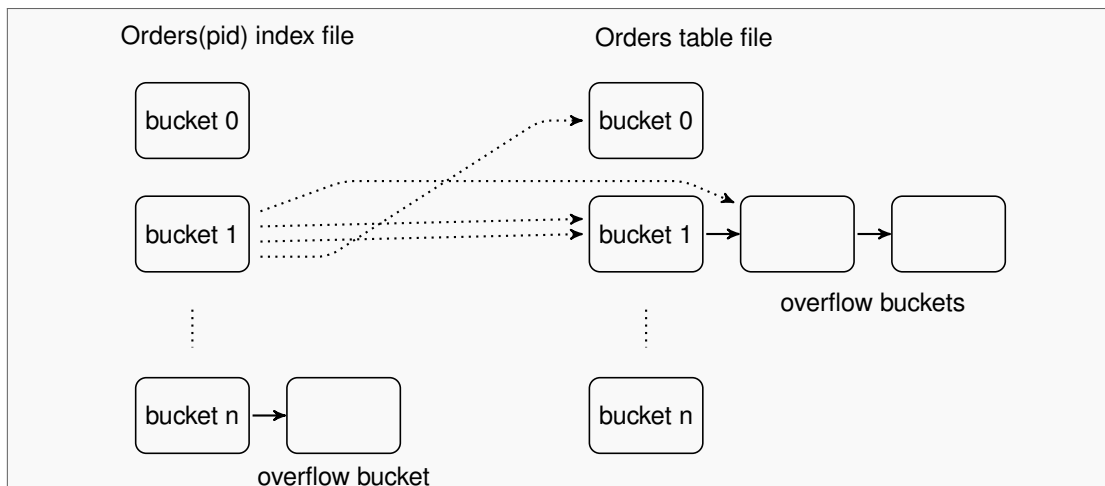 Orders(pid) index file
Orders table file
bucket 0
bucket 0
bucket 1
bucket 1
overflow buckets
bucket n
bucket n
overflow bucket